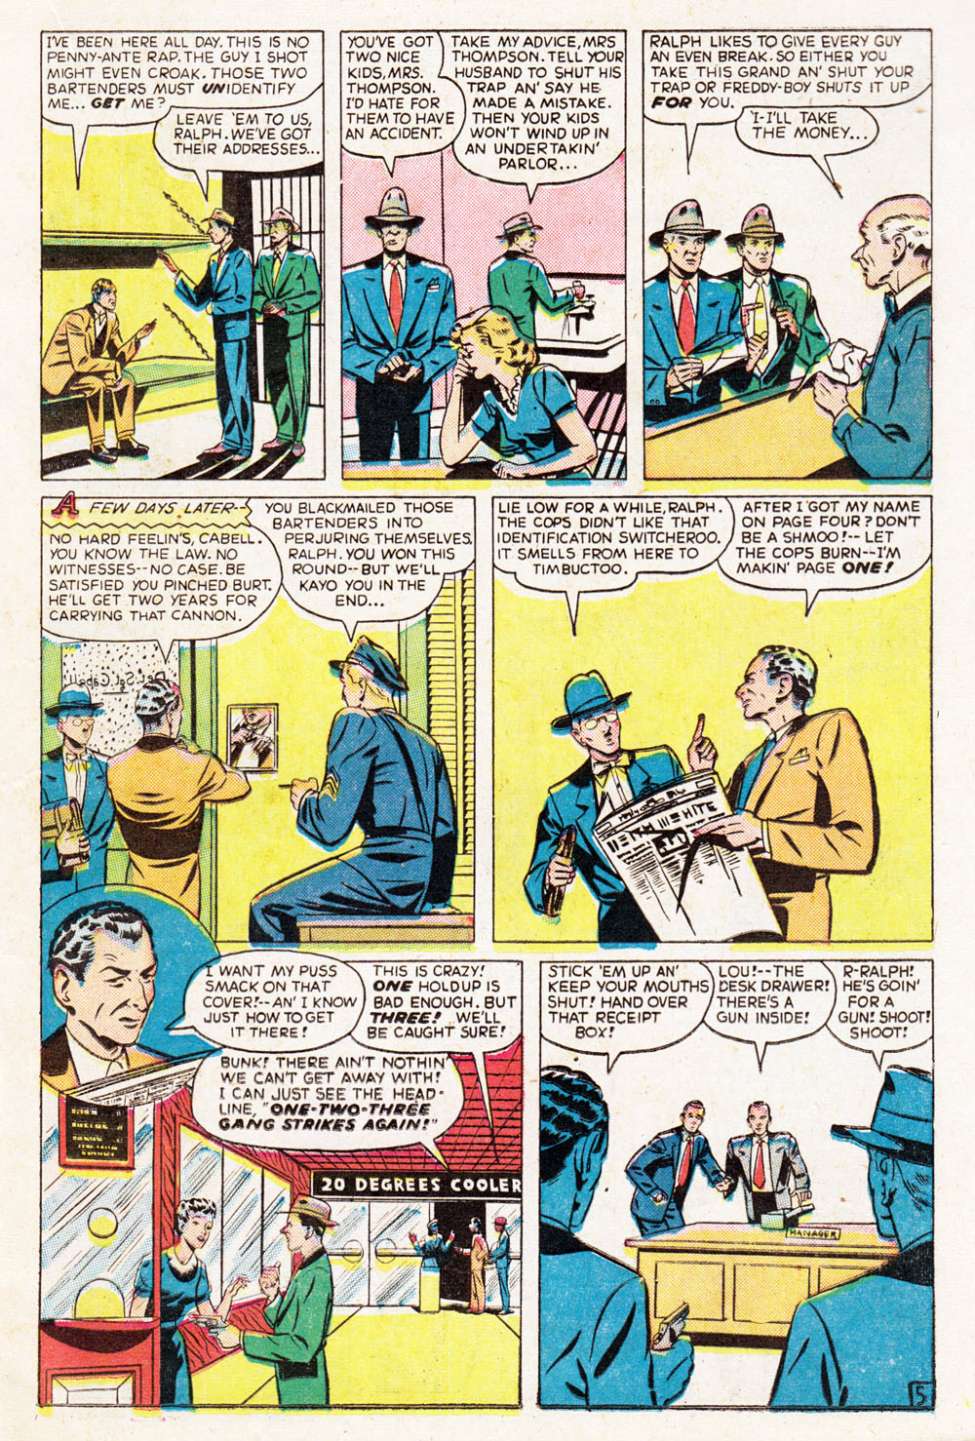 I'VE BEEN HERE ALL DAY. THIS IS NO
PENNY-ANTE RAP. THE GUY I SHOT
MIGHT EVEN CROAK. THOSE TWO
BARTENDERS MUST UNIDENTIFY
ME... GET ME?
LEAVE 'EM TO US,
RALPH. WE'VE GOT
THEIR ADDRESSES...
YOU'VE GOT
TWO NICE
KIDS, MRS.
THOMPSON.
I'D HATE FOR
THEM TO HAVE
AN ACCIDENT.
TAKE MY ADVICE, MRS
THOMPSON. TELL YOUR
HUSBAND TO SHUT HIS
TRAP AN' SAY HE
MADE A MISTAKE.
THEN YOUR KIDS
WON'T WIND UP IN
AN UNDERTAKIN'
PARLOR...
RALPH LIKES TO GIVE EVERY GUY
AN EVEN BREAK. SO EITHER YOU
TAKE THIS GRAND AN' SHUT YOUR
TRAP OR FREDDY-BOY SHUTS IT UP
FOR YOU.
'I-I'LL TAKE
THE MONEY...
A FEW DAYS LATER--
NO HARD FEELIN'S, CABELL.
YOU KNOW THE LAW. NO
WITNESSES--NO CASE. BE
SATISFIED YOU PINCHED BURT.
HE'LL GET TWO YEARS FOR
CARRYING THAT CANNON.
YOU BLACKMAILED THOSE
BARTENDERS INTO
PERJURING THEMSELVES,
RALPH. YOU WON THIS
ROUND--BUT WE'LL
KAYO YOU IN THE
END...
Det. Sgt. Cabell
LIE LOW FOR A WHILE, RALPH.
THE COPS DIDN'T LIKE THAT
IDENTIFICATION SWITCHEROO.
IT SMELLS FROM HERE TO
TIMBUCTOO.
AFTER I GOT MY NAME
ON PAGE FOUR? DON'T
BE A SHMOO!--LET
THE COPS BURN--I'M
MAKIN' PAGE ONE!
I WANT MY PUSS
SMACK ON THAT
COVER!--AN' I KNOW
JUST HOW TO GET
IT THERE!
THIS IS CRAZY!
ONE HOLDUP IS
BAD ENOUGH. BUT
THREE! WE'LL
BE CAUGHT SURE!
BUNK! THERE AIN'T NOTHIN'
WE CAN'T GET AWAY WITH!
I CAN JUST SEE THE HEAD-
LINE, "ONE-TWO-THREE
GANG STRIKES AGAIN!"
20 DEGREES COOLER
STICK 'EM UP AN'
KEEP YOUR MOUTHS
SHUT! HAND OVER
THAT RECEIPT
BOX!
LOU!--THE
DESK DRAWER!
THERE'S A
GUN INSIDE!
R-RALPH!
HE'S GOIN'
FOR A
GUN! SHOOT!
SHOOT!
MANAGER
5